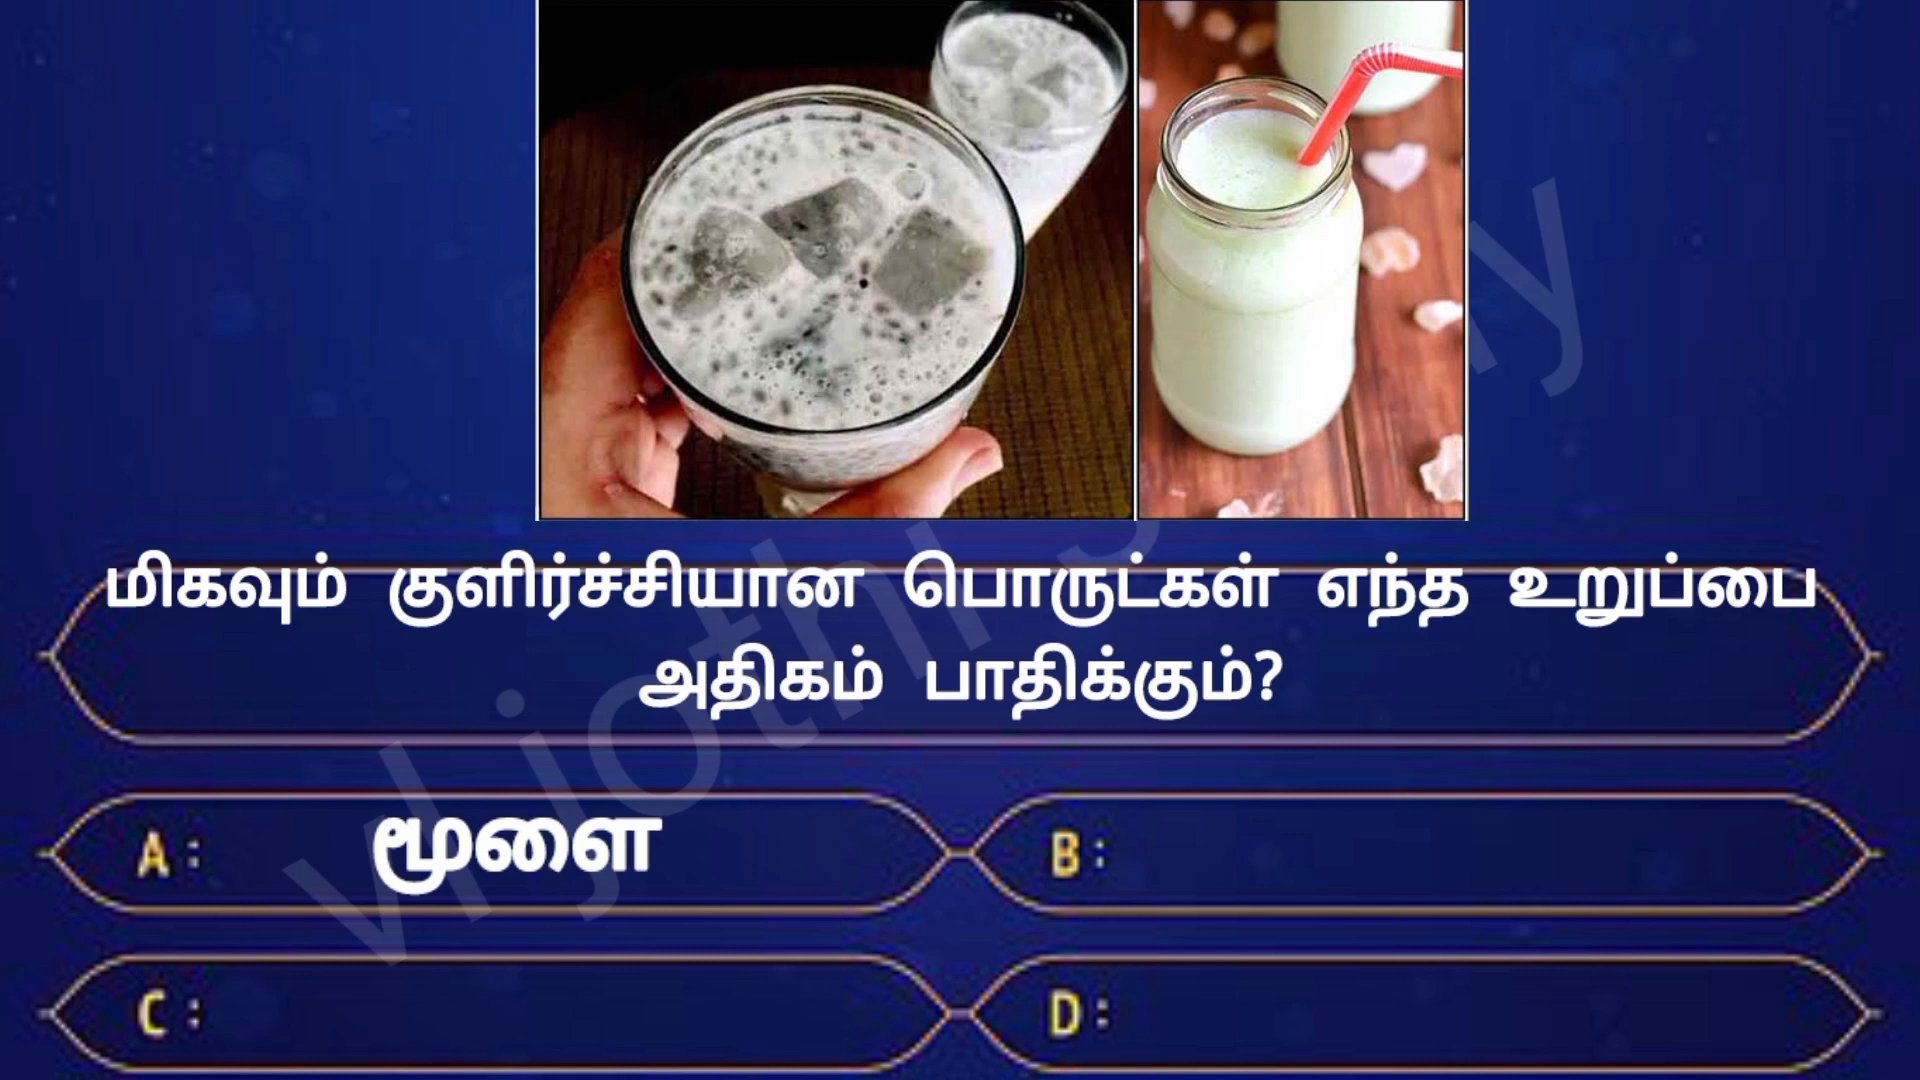 மிகவும் குளிர்ச்சியான பொருட்கள் எந்த உறுப்பை
அதிகம் பாதிக்கும்?
A : மூளை
B :
C :
D :